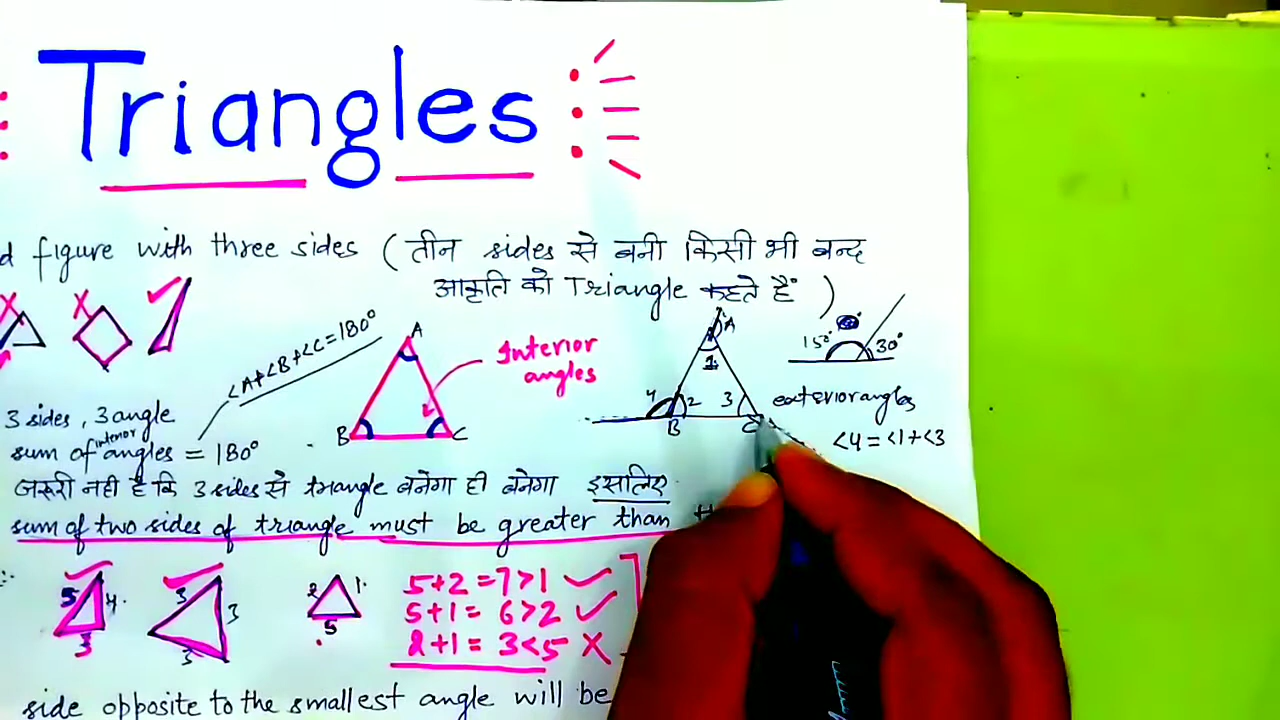 Triangles
d figure with three sides ( तीन sides से बनी किसी भी बन्द
आकृति को Triangle कहते हैं )
<A+<B+<C=180°
A
B
C
Interior
angles
A
1
2
3
4
B
C
150°
30°
exteriorangles
<4=<1+<3
3 sides, 3 angle
interior
sum of angles = 180°
जरूरी नही है कि 3 sides से triangle बनेगा ही बनेगा इसलिए
sum of two sides of triangle must be greater than
5
4
3
3
3
3
2
1
5
5+2=7>1
5+1= 6>2
2+1= 3<5 X
side opposite to the smallest angle will be